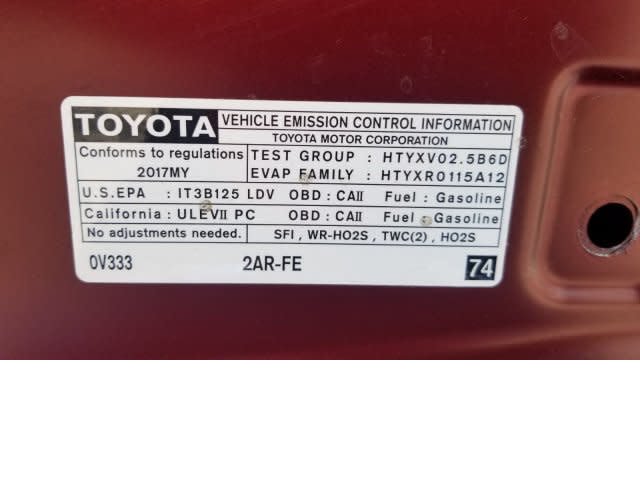 TOYOTA VEHICLE EMISSION CONTROL INFORMATION
TOYOTA MOTOR CORPORATION
Conforms to regulations
2017MY
TEST GROUP : HTYXV02.5B6D
EVAP FAMILY : HTYXR0115A12
U.S.EPA : IT3B125 LDV OBD : CAII Fuel : Gasoline
California : ULEVII PC OBD : CAII Fuel : Gasoline
No adjustments needed. SFI , WR-HO2S , TWC(2) , HO2S
0V333 2AR-FE 74